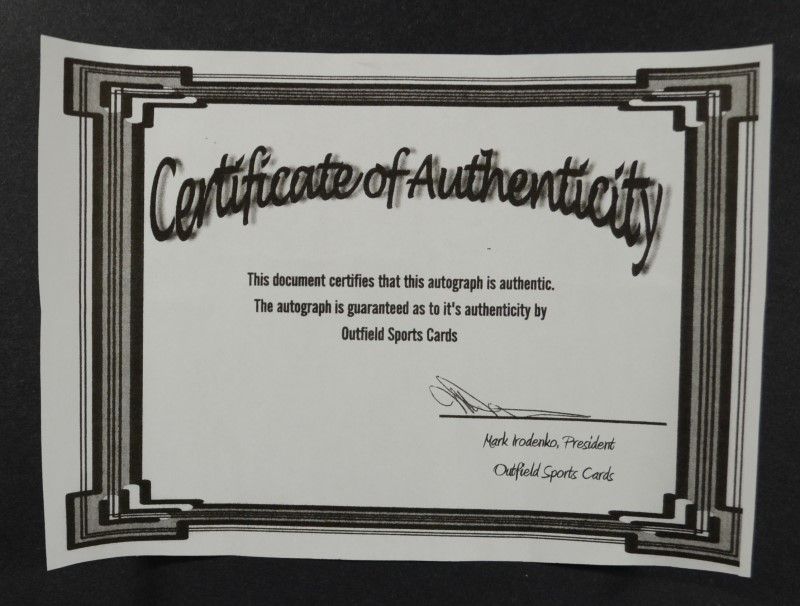 Certificate of Authenticity
This document certifies that this autograph is authentic.
The autograph is guaranteed as to it's authenticity by
Outfield Sports Cards
Mark Irodenko, President
Outfield Sports Cards